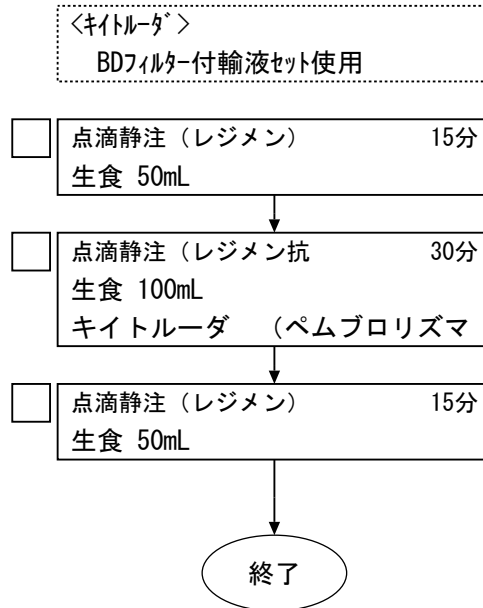 <キイトルーダ>
BDフィルター付輸液セット使用
点滴静注（レジメン） 15分
生食 50mL
点滴静注（レジメン抗 30分
生食 100mL
キイトルーダ （ペムブロリズマ
点滴静注（レジメン） 15分
生食 50mL
終了